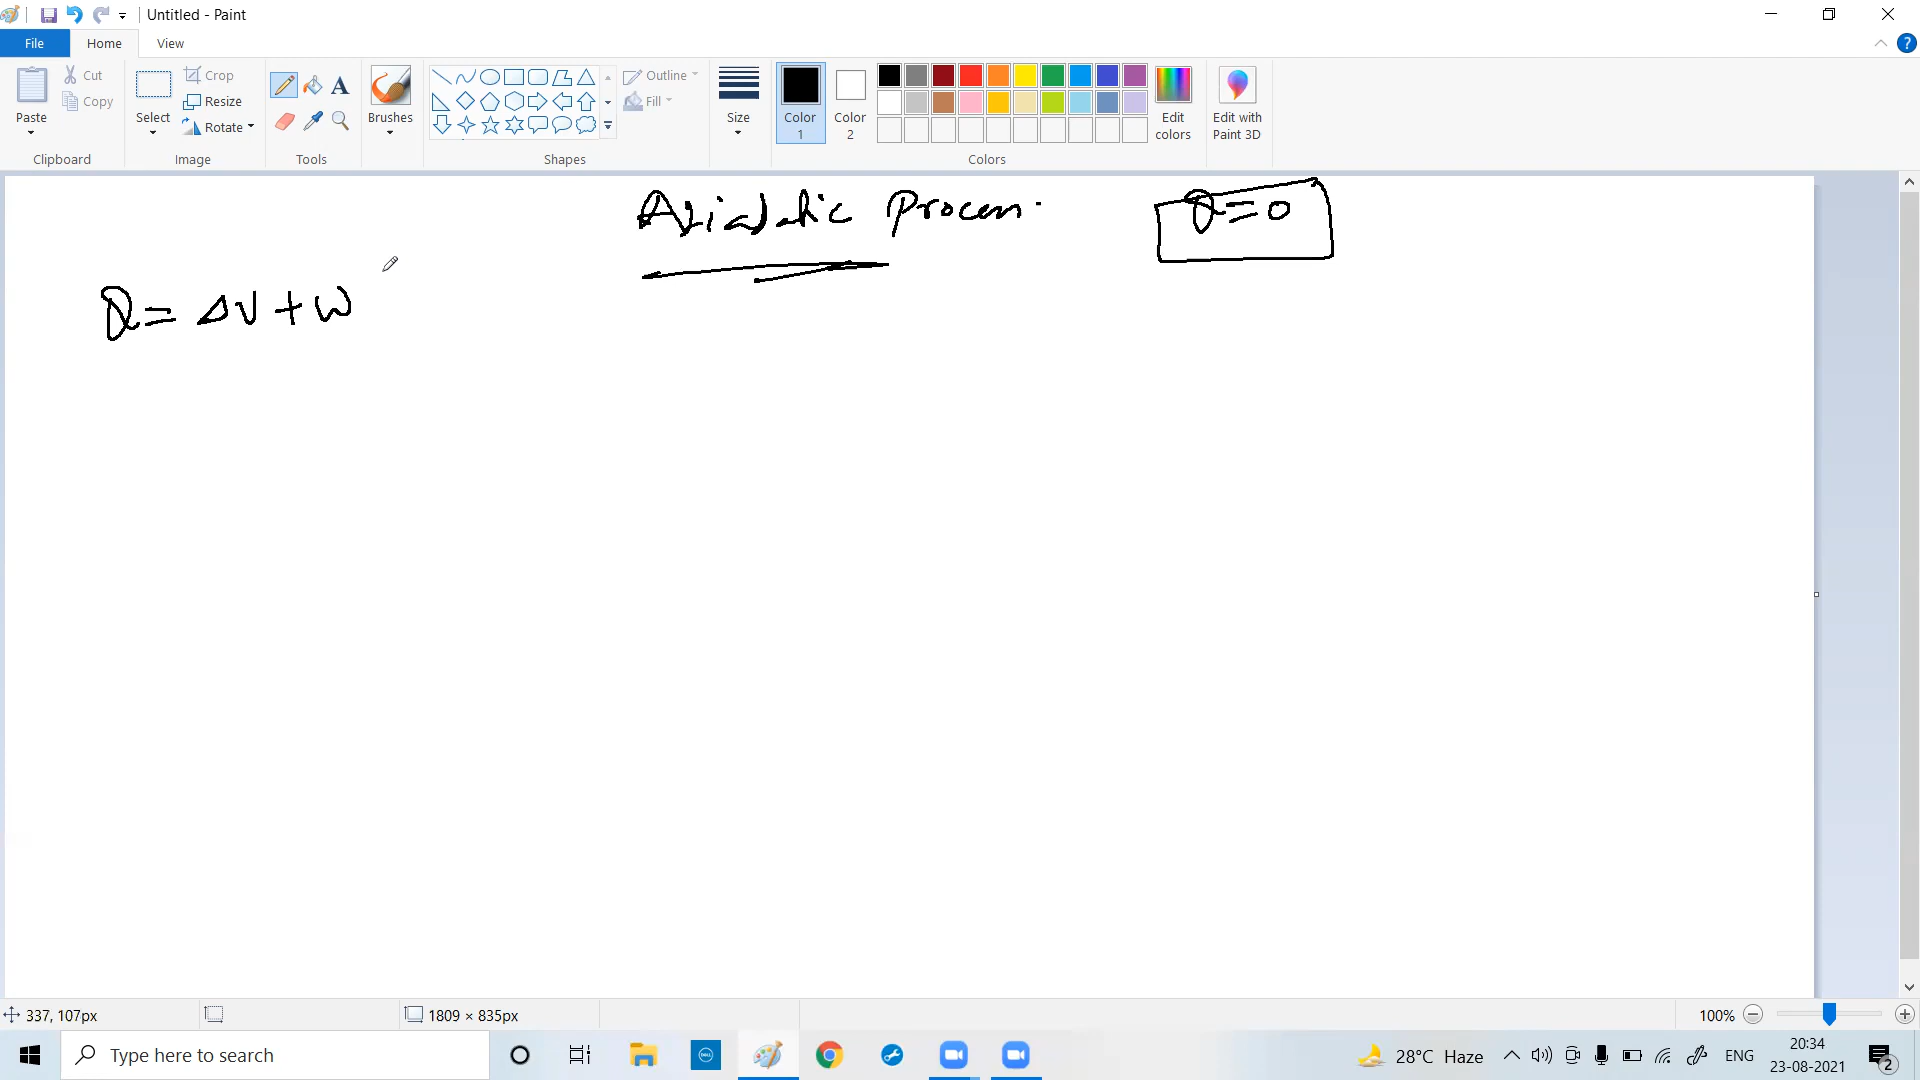 Untitled - Paint
File Home View
Cut
Copy
Paste
Clipboard
Select
Crop
Resize
Rotate
Image
Tools
Brushes
Shapes
Outline
Fill
Size
Color 1
Color 2
Colors
Edit colors
Edit with Paint 3D
Adiabatic Process. Q=0
Q= ΔU+W
337, 107px
1809 × 835px
100%
Type here to search
DELL
28°C Haze
ENG
20:34
23-08-2021
2